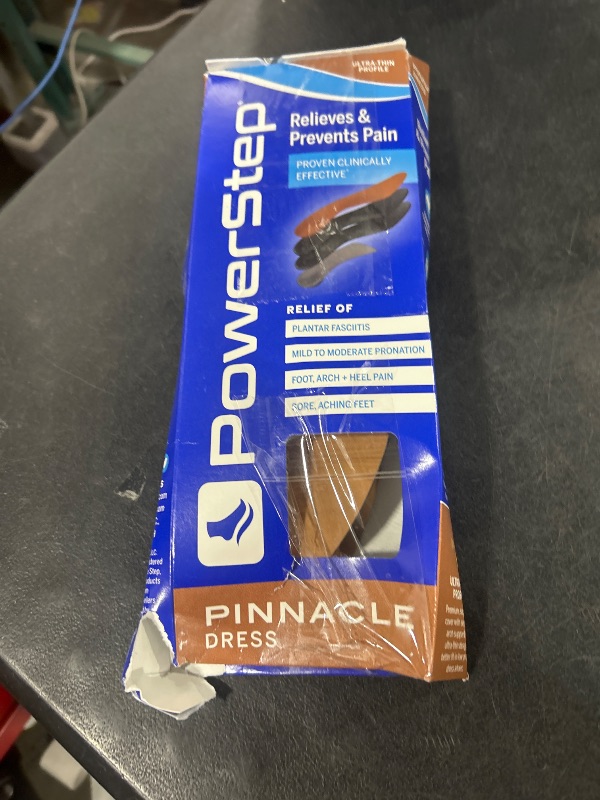 ULTRA-THIN
PROFILE
PowerStep
Relieves &
Prevents Pain
PROVEN CLINICALLY
EFFECTIVE
RELIEF OF
PLANTAR FASCIITIS
MILD TO MODERATE PRONATION
FOOT, ARCH + HEEL PAIN
SORE, ACHING FEET
PINNACLE
DRESS